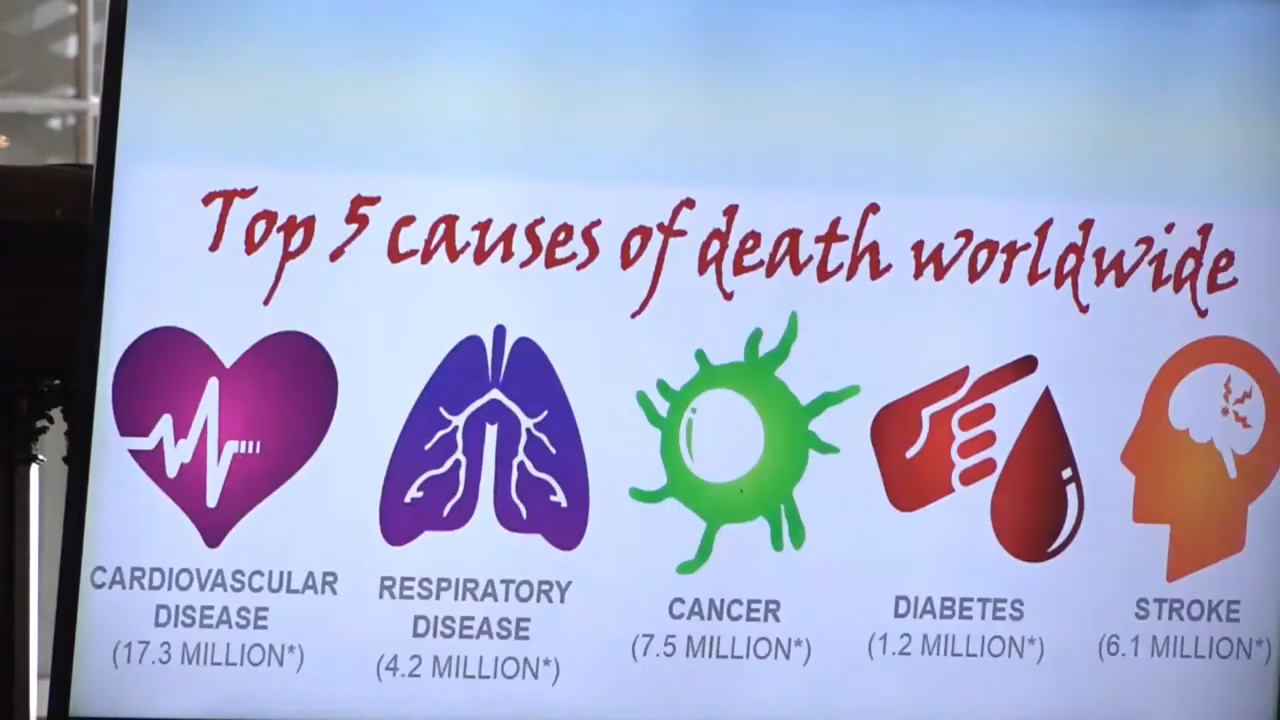 Top 5 causes of death worldwide
CARDIOVASCULAR
DISEASE
(17.3 MILLION*)
RESPIRATORY
DISEASE
(4.2 MILLION*)
CANCER
(7.5 MILLION*)
DIABETES
(1.2 MILLION*)
STROKE
(6.1 MILLION*)